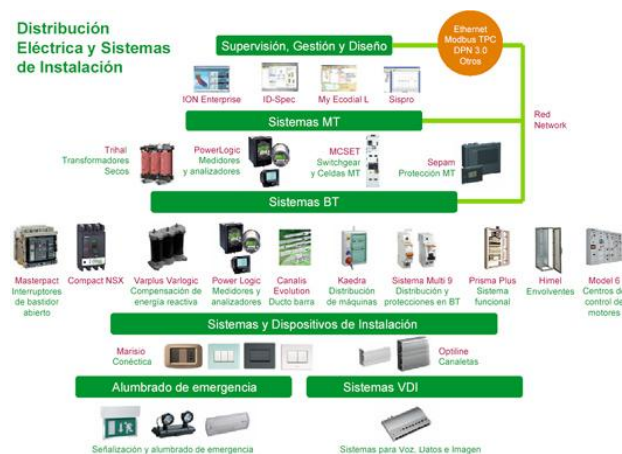 Distribución
Eléctrica y Sistemas
de Instalación
Supervisión, Gestión y Diseño
Ethernet
Modbus TPC
DPN 3.0
Otros
ION Enterprise
ID-Spec
My Ecodial L
Sispro
Sistemas MT
Red
Network
Trihal
Transformadores
Secos
PowerLogic
Medidores
y analizadores
MCSET
Switchgear
y Celdas MT
Sepam
Protección MT
Sistemas BT
Masterpact
Interruptores
de bastidor
abierto
Compact NSX
Varplus Varlogic
Compensación de
energía reactiva
Power Logic
Medidores y
analizadores
Canalis
Evolution
Ducto barra
Kaedra
Distribución
de máquinas
Sistema Multi 9
Distribución y
protecciones en BT
Prisma Plus
Sistema
funcional
Himel
Envolventes
Model 6
Centros de
control de
motores
Sistemas y Dispositivos de Instalación
Marisio
Conéctica
Optiline
Canaletas
Alumbrado de emergencia
Sistemas VDI
Señalización y alumbrado de emergencia
Sistemas para Voz, Datos e Imagen